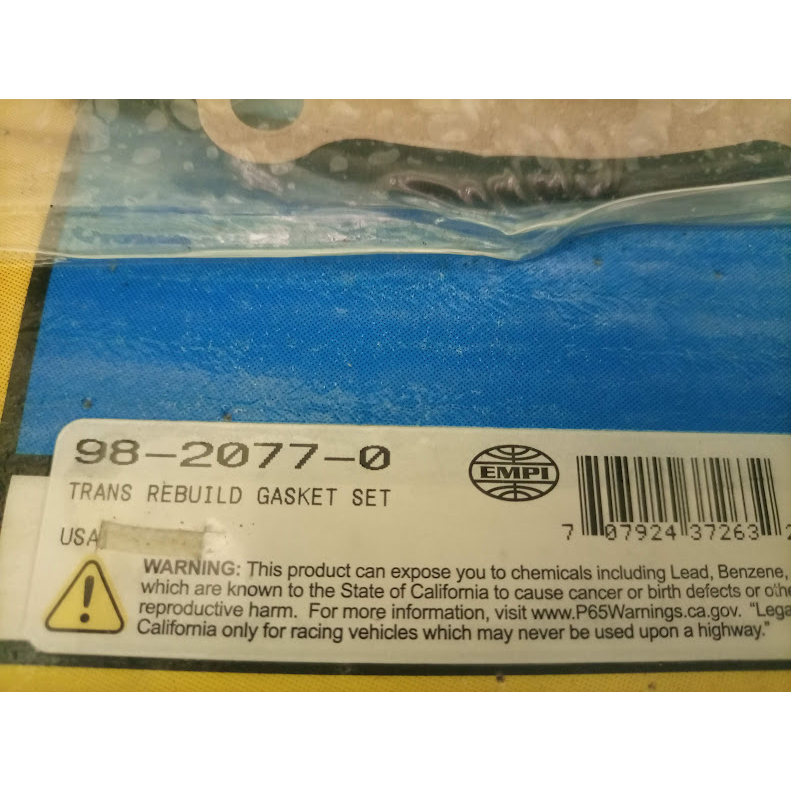 98-2077-0
EMPI
TRANS REBUILD GASKET SET
USA
7 07924 37263 2
WARNING: This product can expose you to chemicals including Lead, Benzene,
which are known to the State of California to cause cancer or birth defects or othe
reproductive harm. For more information, visit www.P65Warnings.ca.gov. "Lega
California only for racing vehicles which may never be used upon a highway."